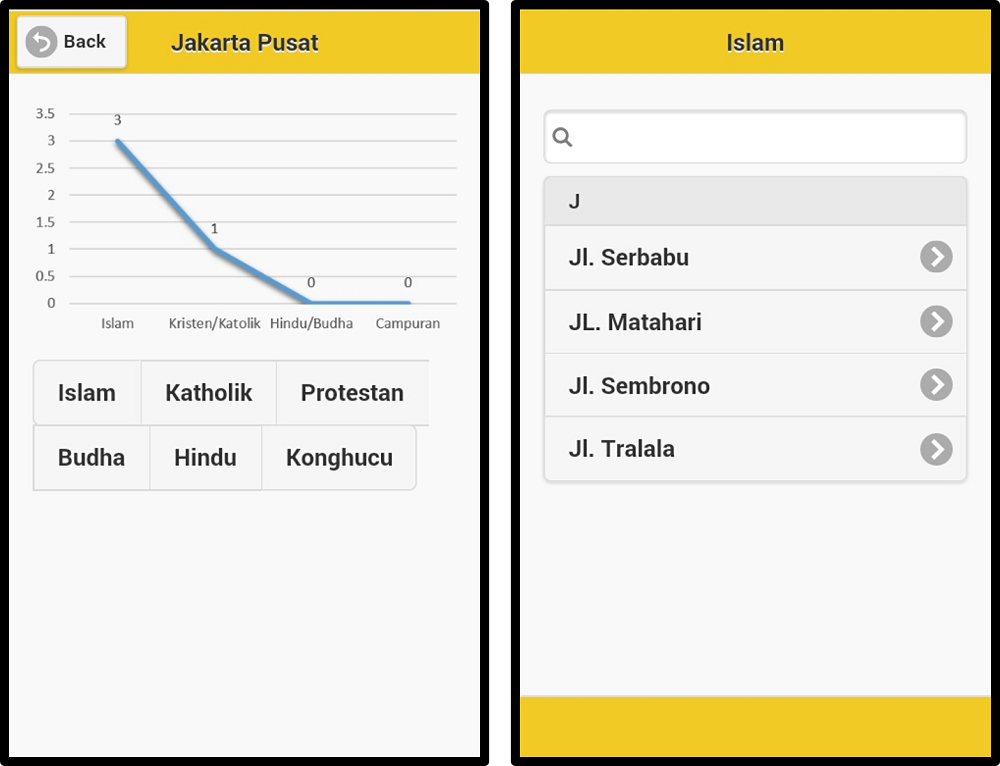 Back
Jakarta Pusat
3.5
3
2.5
2
1.5
1
0.5
0
3
1
0
0
Islam Kristen/Katolik Hindu/Budha Campuran
Islam Katholik Protestan
Budha Hindu Konghucu
Islam
J
Jl. Serbabu
JL. Matahari
Jl. Sembrono
Jl. Tralala